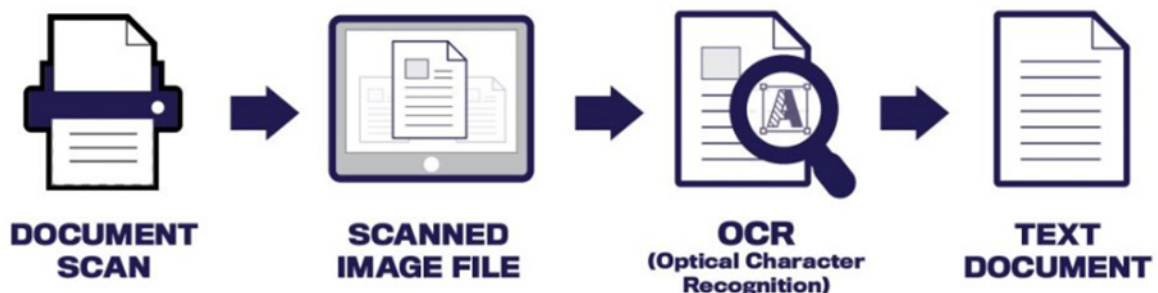 DOCUMENT
SCAN
SCANNED
IMAGE FILE
A
OCR
(Optical Character
Recognition)
TEXT
DOCUMENT